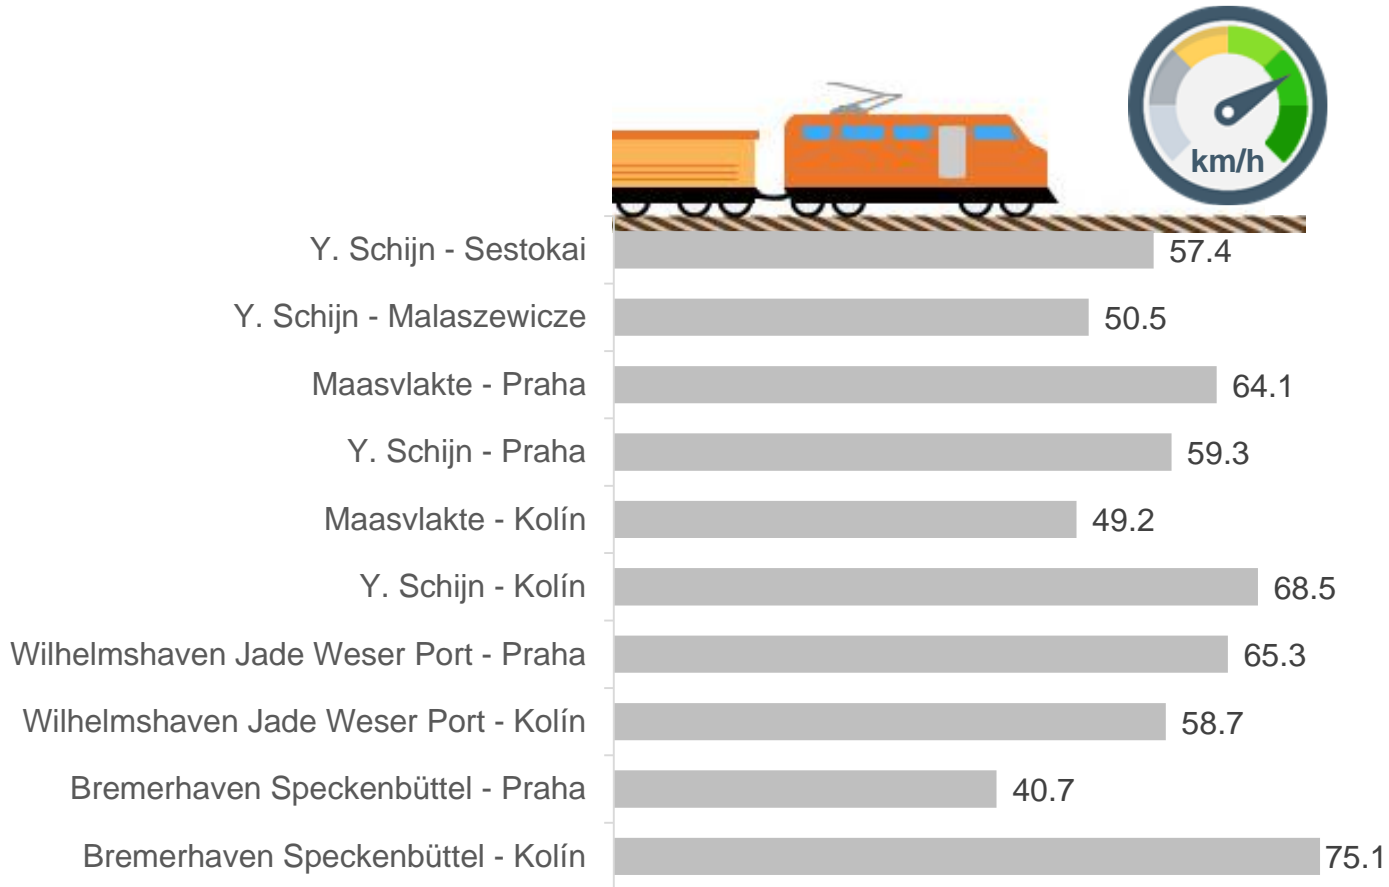 km/h
Y. Schijn - Sestokai 57.4
Y. Schijn - Malaszewicze 50.5
Maasvlakte - Praha 64.1
Y. Schijn - Praha 59.3
Maasvlakte - Kolín 49.2
Y. Schijn - Kolín 68.5
Wilhelmshaven Jade Weser Port - Praha 65.3
Wilhelmshaven Jade Weser Port - Kolín 58.7
Bremerhaven Speckenbüttel - Praha 40.7
Bremerhaven Speckenbüttel - Kolín 75.1